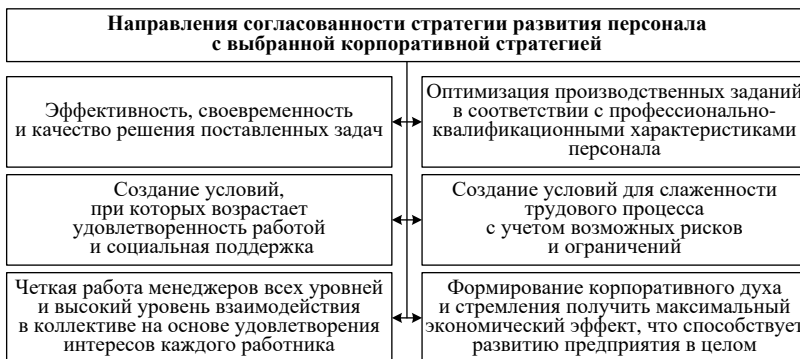 Направления согласованности стратегии развития персонала
с выбранной корпоративной стратегией
Эффективность, своевременность
и качество решения поставленных задач
Оптимизация производственных заданий
в соответствии с профессионально-
квалификационными характеристиками
персонала
Создание условий,
при которых возрастает
удовлетворенность работой
и социальная поддержка
Создание условий для слаженности
трудового процесса
с учетом возможных рисков
и ограничений
Четкая работа менеджеров всех уровней
и высокий уровень взаимодействия
в коллективе на основе удовлетворения
интересов каждого работника
Формирование корпоративного духа
и стремления получить максимальный
экономический эффект, что способствует
развитию предприятия в целом